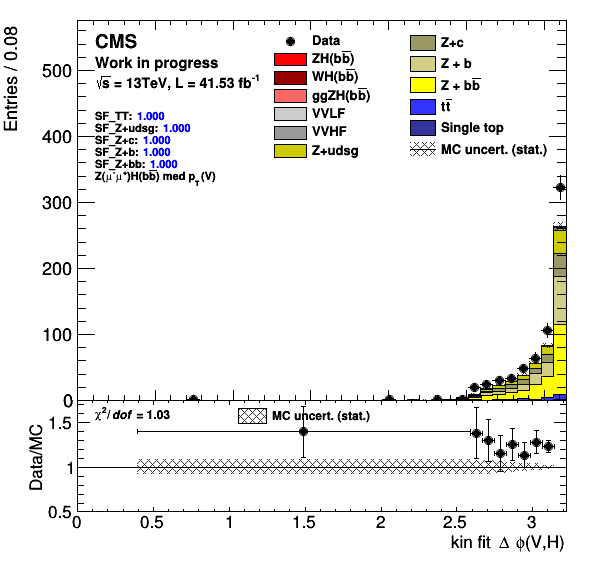 CMS
Work in progress
√s = 13TeV, L = 41.53 fb⁻¹
SF_TT: 1.000
SF_Z+udsg: 1.000
SF_Z+c: 1.000
SF_Z+b: 1.000
SF_Z+bb: 1.000
Z(μ⁻μ⁺)H(bb̅) med p_T(V)
Data
ZH(bb̅)
WH(bb̅)
ggZH(bb̅)
VVLF
VVHF
Z+udsg
Z+c
Z + b
Z + bb̅
tt̅
Single top
MC uncert. (stat.)
Entries / 0.08
500
400
300
200
100
0
χ²/dof = 1.03
MC uncert. (stat.)
Data/MC
1.5
1
0.5
0 0.5 1 1.5 2 2.5 3
kin fit Δ φ(V,H)